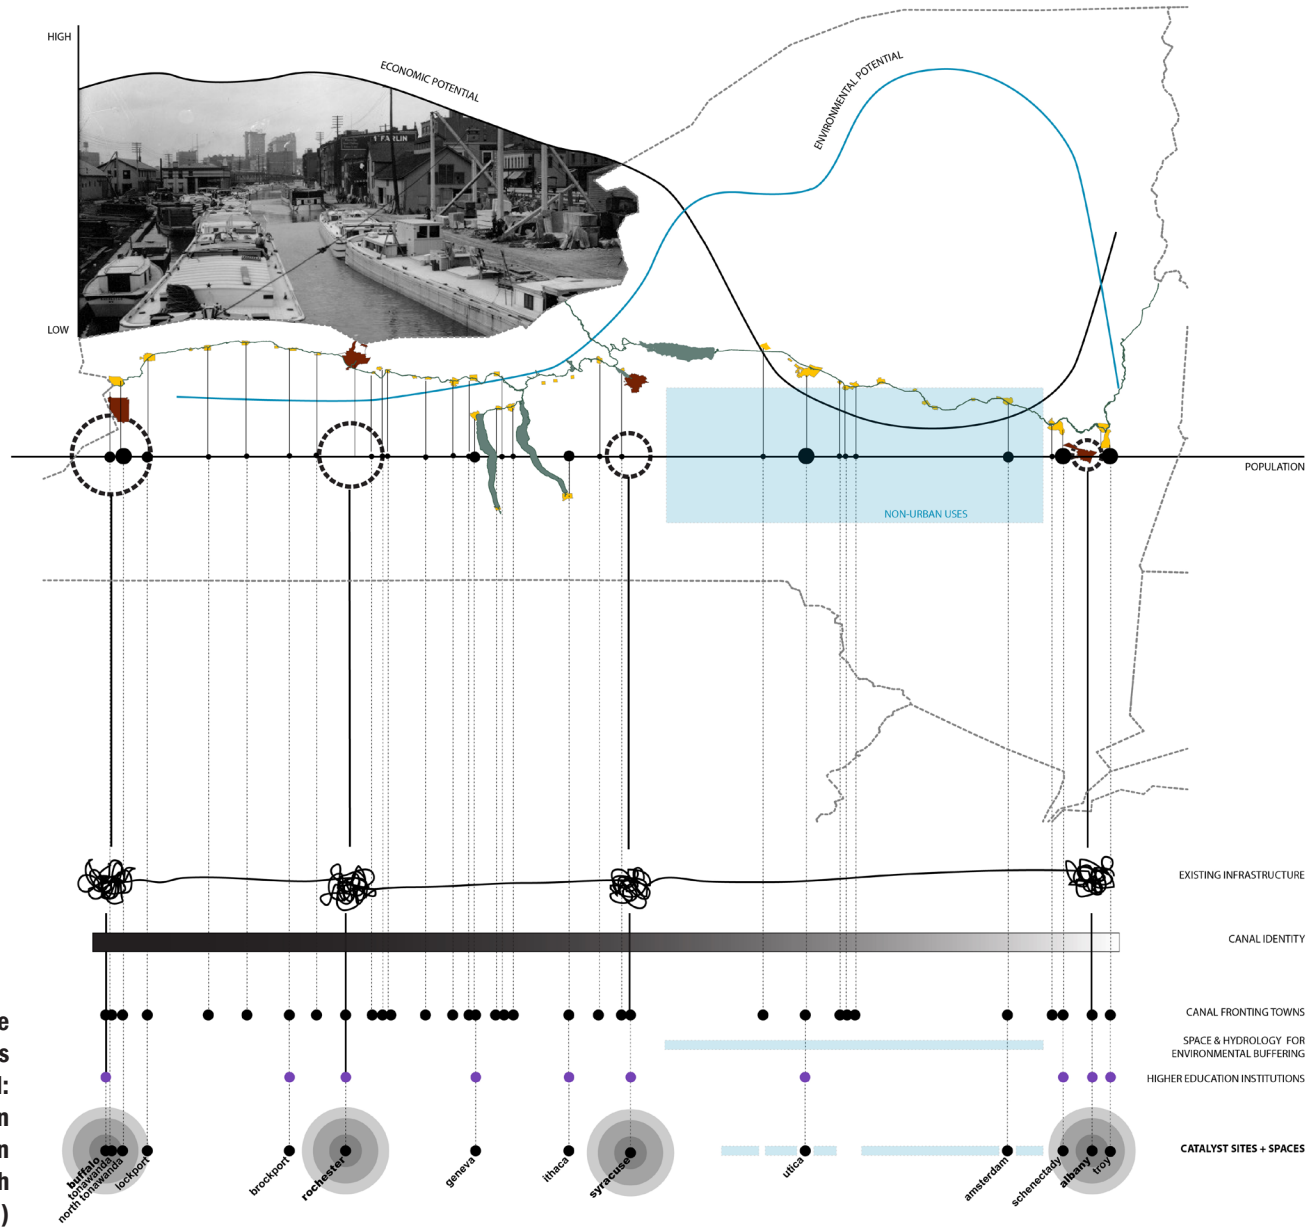 HIGH
ECONOMIC POTENTIAL
ENVIRONMENTAL POTENTIAL
LOW
POPULATION
NON-URBAN USES
EXISTING INFRASTRUCTURE
CANAL IDENTITY
CANAL FRONTING TOWNS
SPACE & HYDROLOGY FOR
ENVIRONMENTAL BUFFERING
HIGHER EDUCATION INSTITUTIONS
CATALYST SITES + SPACES
buffalo
tonawanda
north tonawanda
lockport
brockport
rochester
geneva
ithaca
syracuse
utica
amsterdam
schenectady
albany
troy